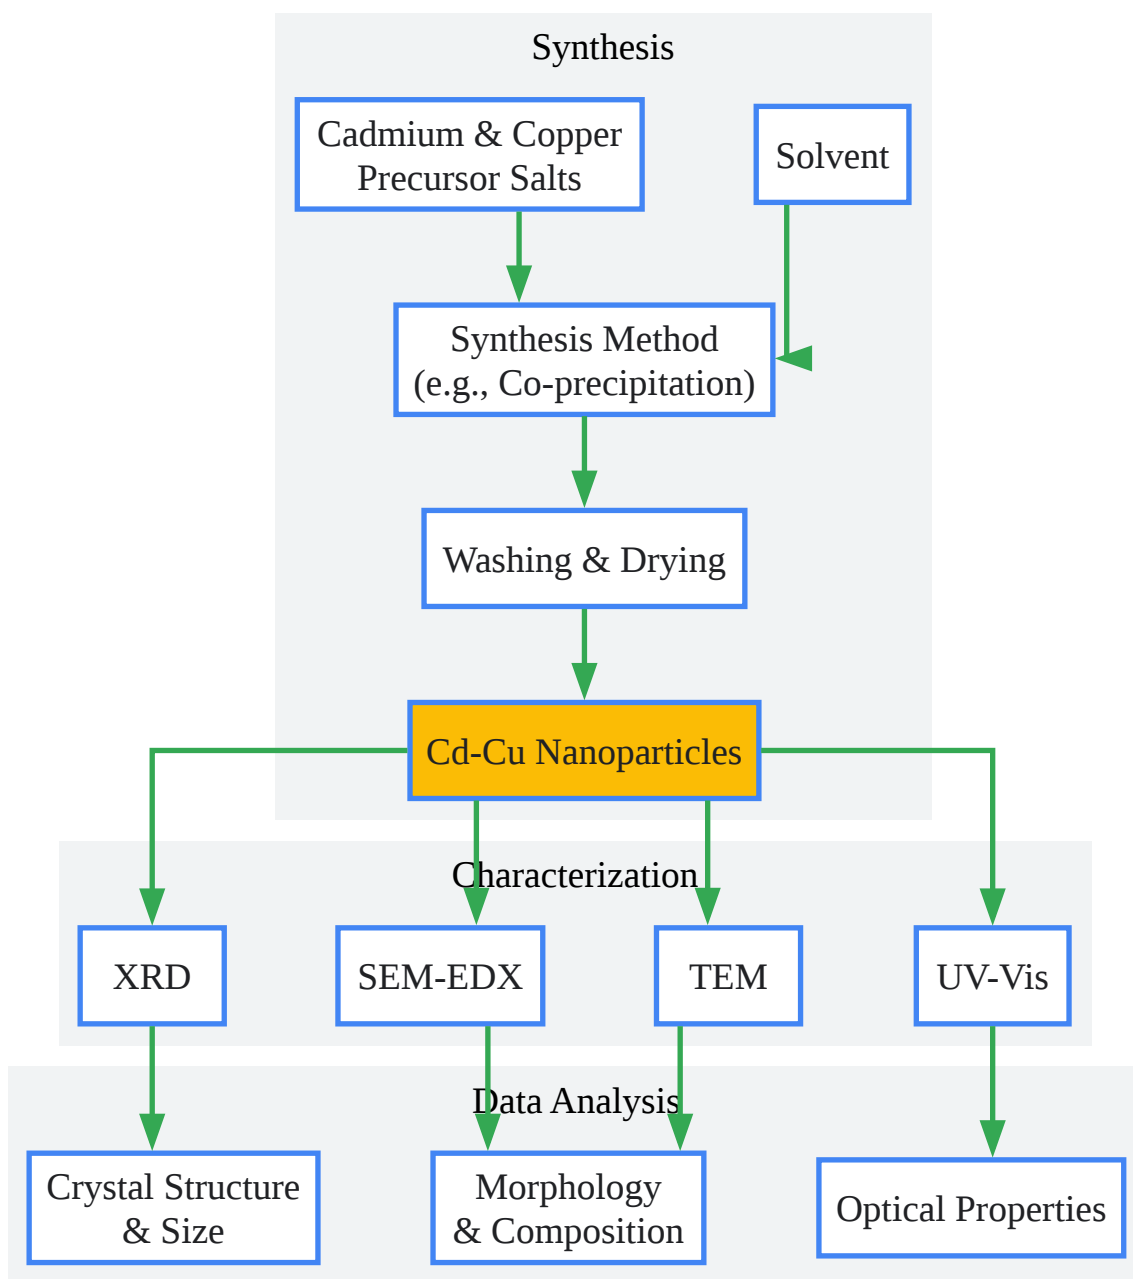 Synthesis
Cadmium & Copper
Precursor Salts
Solvent
Synthesis Method
(e.g., Co-precipitation)
Washing & Drying
Cd-Cu Nanoparticles
Characterization
XRD
SEM-EDX
TEM
UV-Vis
Data Analysis
Crystal Structure
& Size
Morphology
& Composition
Optical Properties